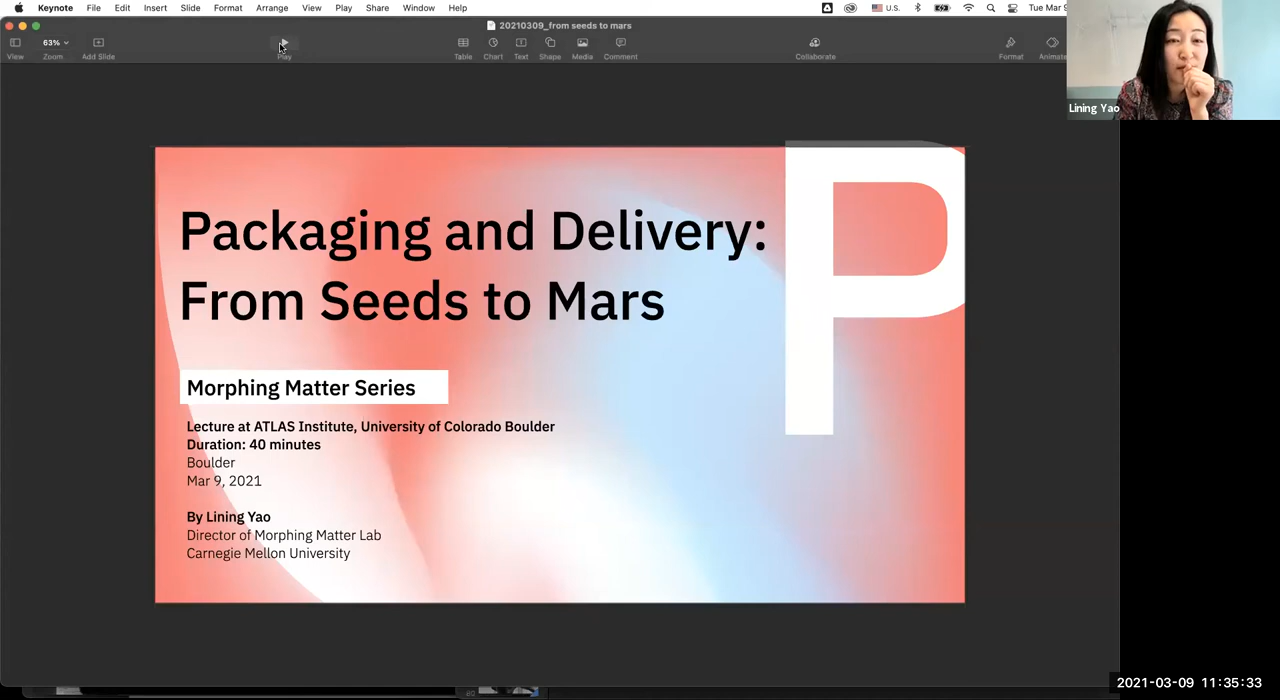 Keynote File Edit Insert Slide Format Arrange View Play Share Window Help U.S. Tue Mar 9
20210309_from seeds to mars
63%
View Zoom Add Slide Play Table Chart Text Shape Media Comment Collaborate Format Animate
Lining Yao
P
Packaging and Delivery:
From Seeds to Mars
Morphing Matter Series
Lecture at ATLAS Institute, University of Colorado Boulder
Duration: 40 minutes
Boulder
Mar 9, 2021
By Lining Yao
Director of Morphing Matter Lab
Carnegie Mellon University
2021-03-09 11:35:33